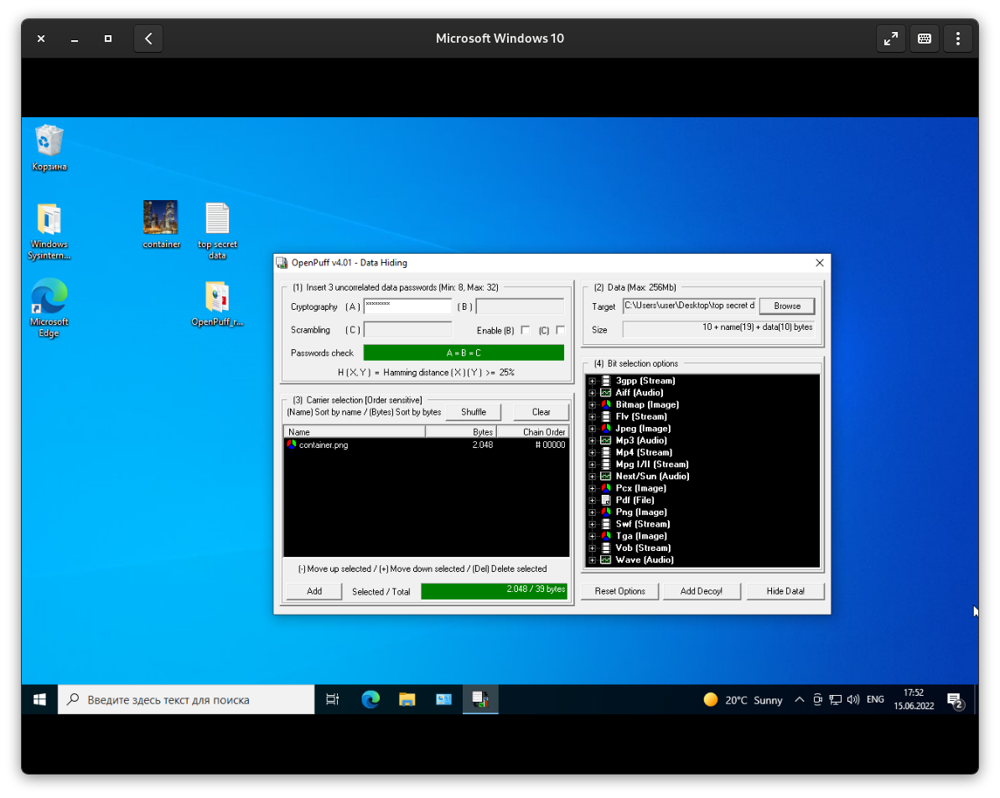 Microsoft Windows 10
Корзина
Windows
Sysintern...
container
top secret
data
Microsoft
Edge
OpenPuff_r...
OpenPuff v4.01 - Data Hiding
(1) Insert 3 uncorrelated data passwords (Min: 8, Max: 32)
Cryptography (A) ******** (B)
Scrambling (C) Enable (B) (C)
Passwords check A = B = C
H (X,Y) = Hamming distance (X)(Y) >= 25%
(2) Data (Max: 256Mb)
Target C:\Users\user\Desktop\top secret d Browse
Size 10 + name(19) + data(10) bytes
(3) Carrier selection [Order sensitive]
(Name) Sort by name / (Bytes) Sort by bytes Shuffle Clear
Name Bytes Chain Order
container.png 2.048 # 00000
(-) Move up selected / (+) Move down selected / (Del) Delete selected
Add Selected / Total 2.048 / 39 bytes
(4) Bit selection options
3gpp (Stream)
Aiff (Audio)
Bitmap (Image)
Flv (Stream)
Jpeg (Image)
Mp3 (Audio)
Mp4 (Stream)
Mpg I/II (Stream)
Next/Sun (Audio)
Pcx (Image)
Pdf (File)
Png (Image)
Swf (Stream)
Tga (Image)
Vob (Stream)
Wave (Audio)
Reset Options Add Decoy! Hide Data!
Введите здесь текст для поиска
20°C Sunny ENG
17:52
15.06.2022
2